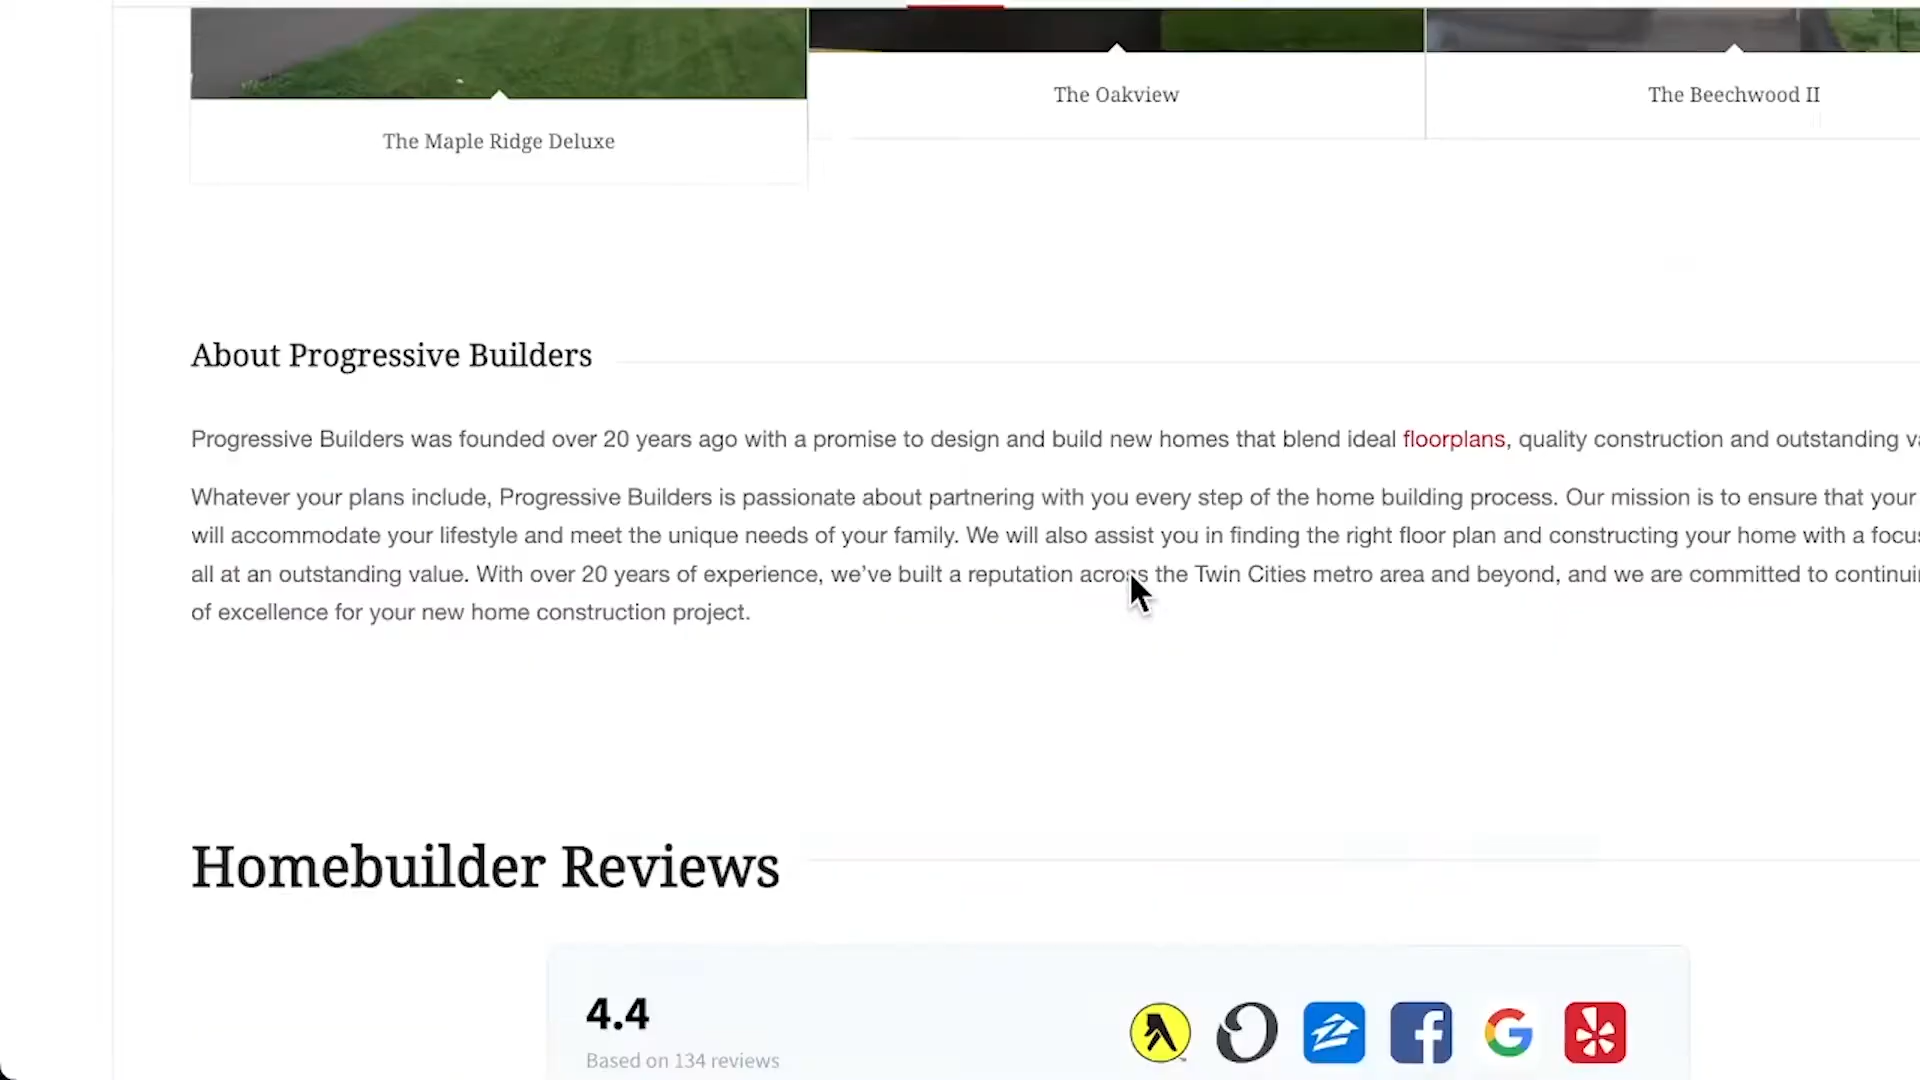 The Maple Ridge Deluxe
The Oakview
The Beechwood II
About Progressive Builders
Progressive Builders was founded over 20 years ago with a promise to design and build new homes that blend ideal floorplans, quality construction and outstanding
Whatever your plans include, Progressive Builders is passionate about partnering with you every step of the home building process. Our mission is to ensure that your
will accommodate your lifestyle and meet the unique needs of your family. We will also assist you in finding the right floor plan and constructing your home with a
all at an outstanding value. With over 20 years of experience, we’ve built a reputation across the Twin Cities metro area and beyond, and we are committed to
of excellence for your new home construction project.
Homebuilder Reviews
4.4
Based on 134 reviews